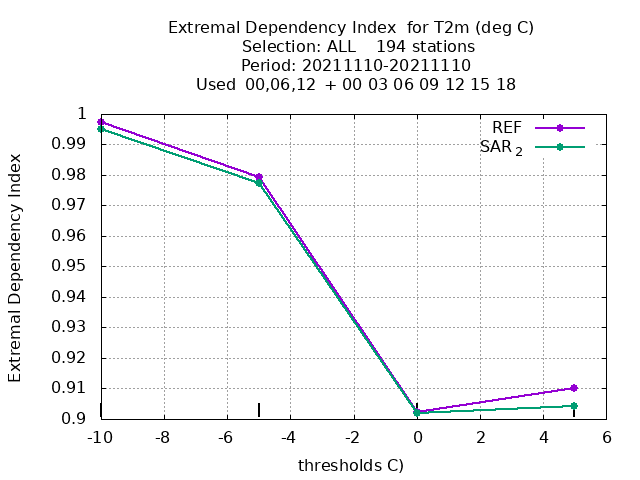 Extremal Dependency Index  for T2m (deg C)
Selection: ALL    194 stations
Period: 20211110-20211110
Used  00,06,12  + 00 03 06 09 12 15 18
REF
SAR 2
1
0.99
0.98
0.97
0.96
0.95
0.94
0.93
0.92
0.91
0.9
Extremal Dependency Index
-10 -8 -6 -4 -2 0 2 4 6
thresholds C)